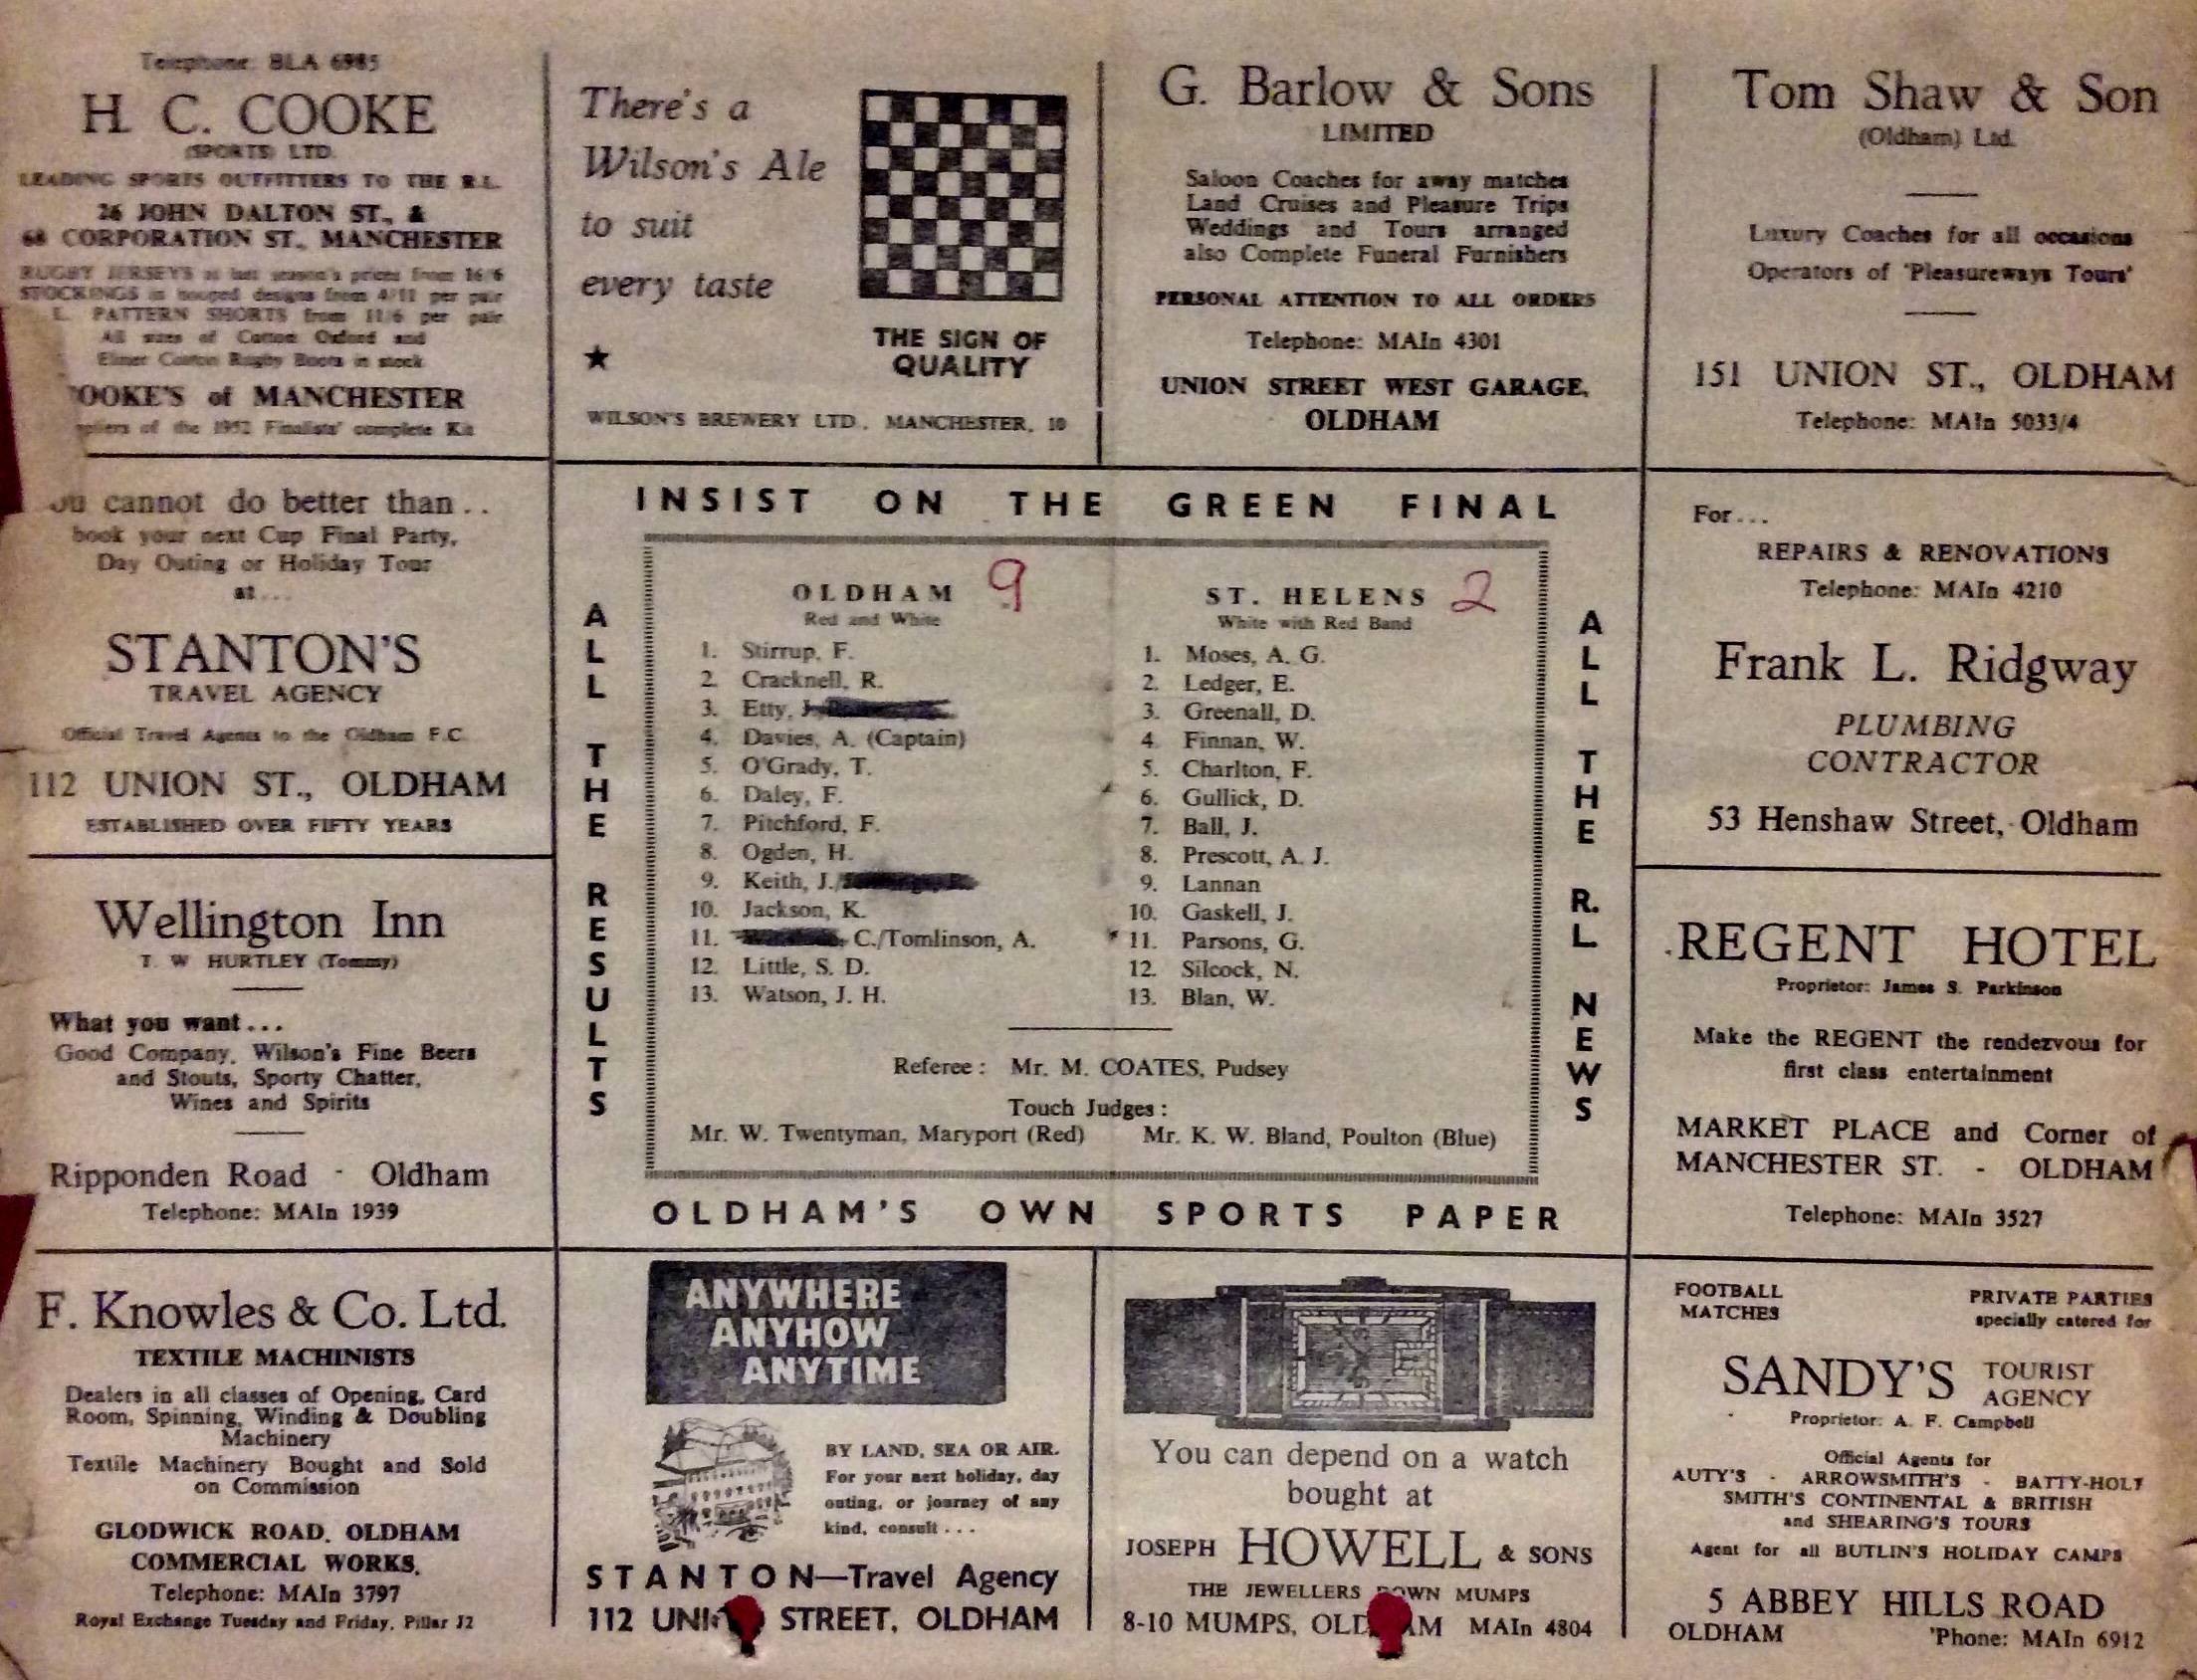 Telephone: BLA 6985
H. C. COOKE
(SPORTS) LTD.
LEADING SPORTS OUTFITTERS TO THE R.L.
26 JOHN DALTON ST., &
68 CORPORATION ST., MANCHESTER
RUGBY JERSEYS at last season's prices from 16/6
STOCKINGS in hooped designs from 4/11 per pair
L. PATTERN SHORTS from 11/6 per pair
All sizes of Cotton Oxford and
Elmer Cotton Rugby Boots in stock
OOKE'S of MANCHESTER
of the 1952 Finalists' complete Kit
There's a
Wilson's Ale
to suit
every taste
THE SIGN OF
QUALITY
WILSON'S BREWERY LTD., MANCHESTER, 10
G. Barlow & Sons
LIMITED
Saloon Coaches for away matches
Land Cruises and Pleasure Trips
Weddings and Tours arranged
also Complete Funeral Furnishers
PERSONAL ATTENTION TO ALL ORDERS
Telephone: MAIn 4301
UNION STREET WEST GARAGE,
OLDHAM
Tom Shaw & Son
(Oldham) Ltd.
Luxury Coaches for all occasions
Operators of 'Pleasureways Tours'
151 UNION ST., OLDHAM
Telephone: MAIn 5033/4
ou cannot do better than . .
book your next Cup Final Party,
Day Outing or Holiday Tour
at . . .
STANTON'S
TRAVEL AGENCY
Official Travel Agents to the Oldham F.C.
112 UNION ST., OLDHAM
ESTABLISHED OVER FIFTY YEARS
INSIST ON THE GREEN FINAL
ALL THE RESULTS
OLDHAM 9
Red and White
1. Stirrup, F.
2. Cracknell, R.
3. Etty, J.
4. Davies, A. (Captain)
5. O'Grady, T.
6. Daley, F.
7. Pitchford, F.
8. Ogden, H.
9. Keith, J./
10. Jackson, K.
11. C./Tomlinson, A.
12. Little, S. D.
13. Watson, J. H.
ST. HELENS 2
White with Red Band
1. Moses, A. G.
2. Ledger, E.
3. Greenall, D.
4. Finnan, W.
5. Charlton, F.
6. Gullick, D.
7. Ball, J.
8. Prescott, A. J.
9. Lannan
10. Gaskell, J.
11. Parsons, G.
12. Silcock, N.
13. Blan, W.
Referee : Mr. M. COATES, Pudsey
Touch Judges :
Mr. W. Twentyman, Maryport (Red) Mr. K. W. Bland, Poulton (Blue)
ALL THE R.L NEWS
OLDHAM'S OWN SPORTS PAPER
For . . .
REPAIRS & RENOVATIONS
Telephone: MAIn 4210
Frank L. Ridgway
PLUMBING
CONTRACTOR
53 Henshaw Street, Oldham
Wellington Inn
T. W HURTLEY (Tommy)
What you want . . .
Good Company, Wilson's Fine Beers
and Stouts, Sporty Chatter,
Wines and Spirits
Ripponden Road - Oldham
Telephone: MAIn 1939
REGENT HOTEL
Proprietor: James S. Parkinson
Make the REGENT the rendezvous for
first class entertainment
MARKET PLACE and Corner of
MANCHESTER ST. - OLDHAM
Telephone: MAIn 3527
F. Knowles & Co. Ltd.
TEXTILE MACHINISTS
Dealers in all classes of Opening, Card
Room, Spinning, Winding & Doubling
Machinery
Textile Machinery Bought and Sold
on Commission
GLODWICK ROAD, OLDHAM
COMMERCIAL WORKS,
Telephone: MAIn 3797
Royal Exchange Tuesday and Friday, Pillar J2
ANYWHERE
ANYHOW
ANYTIME
BY LAND, SEA OR AIR.
For your next holiday, day
outing, or journey of any
kind, consult . . .
STANTON—Travel Agency
112 UNI STREET, OLDHAM
You can depend on a watch
bought at
JOSEPH HOWELL & SONS
THE JEWELLERS DOWN MUMPS
8-10 MUMPS, OLD AM MAIn 4804
FOOTBALL
MATCHES
PRIVATE PARTIES
specially catered for
SANDY'S TOURIST
AGENCY
Proprietor: A. F. Campbell
Official Agents for
AUTY'S - ARROWSMITH'S - BATTY-HOLT
SMITH'S CONTINENTAL & BRITISH
and SHEARING'S TOURS
Agent for all BUTLIN'S HOLIDAY CAMPS
5 ABBEY HILLS ROAD
OLDHAM 'Phone: MAIn 6912